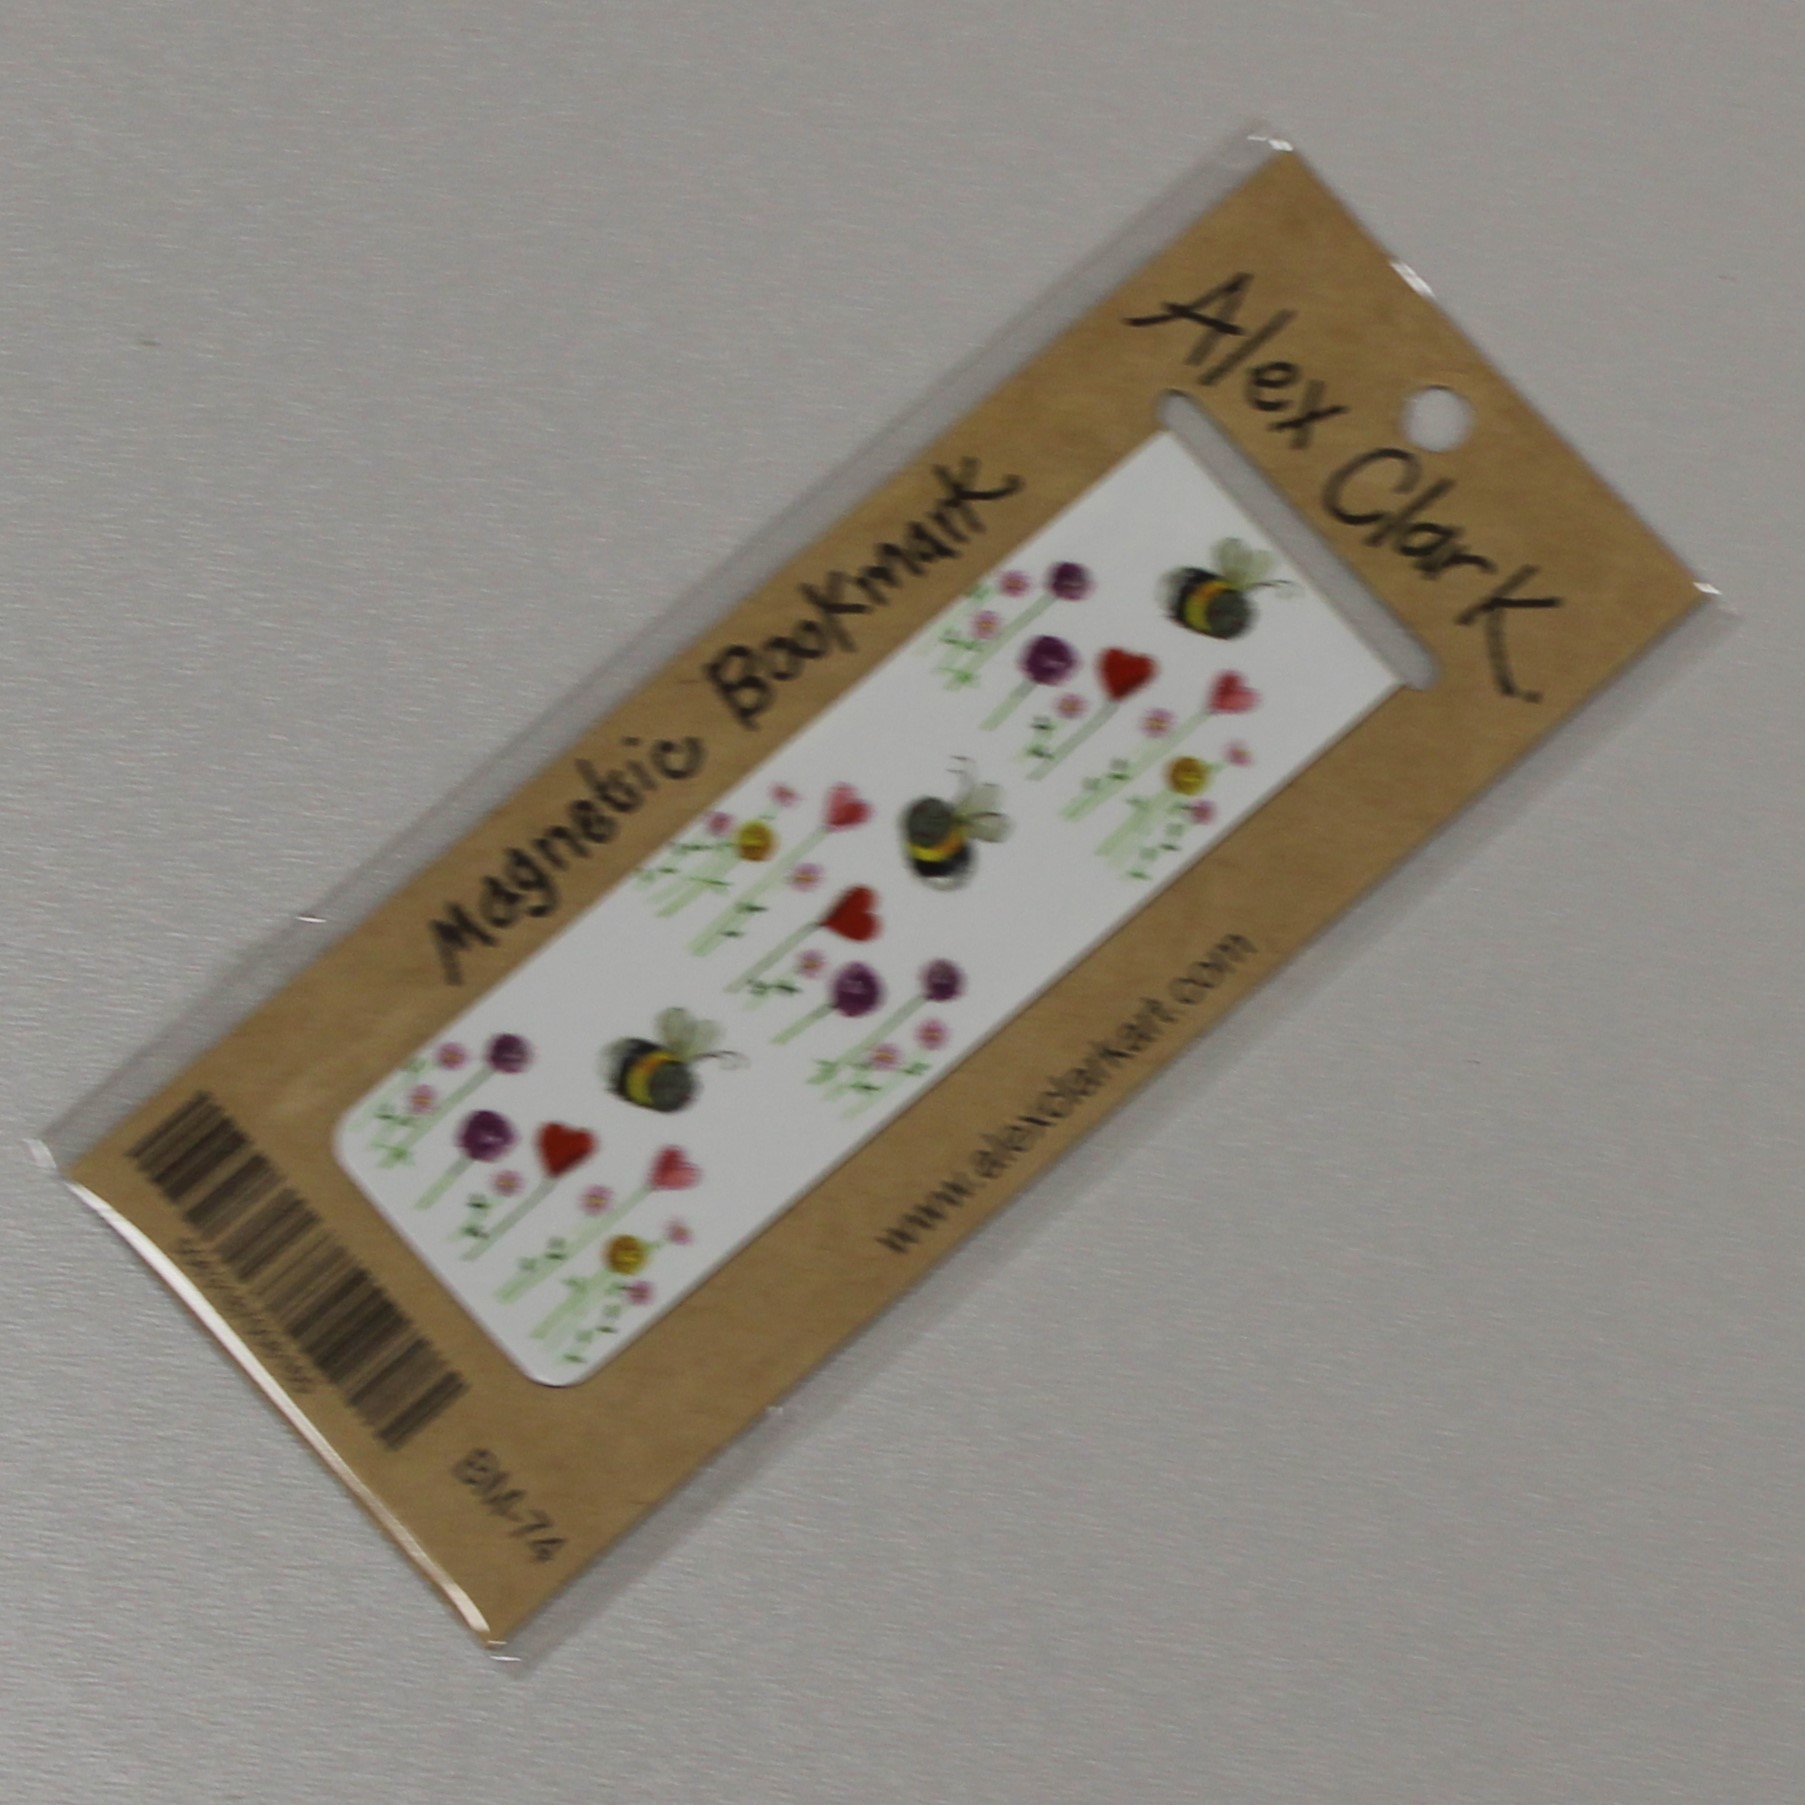 Alex Clark
Magnetic Bookmark
www.alexclarkart.com
BM-74